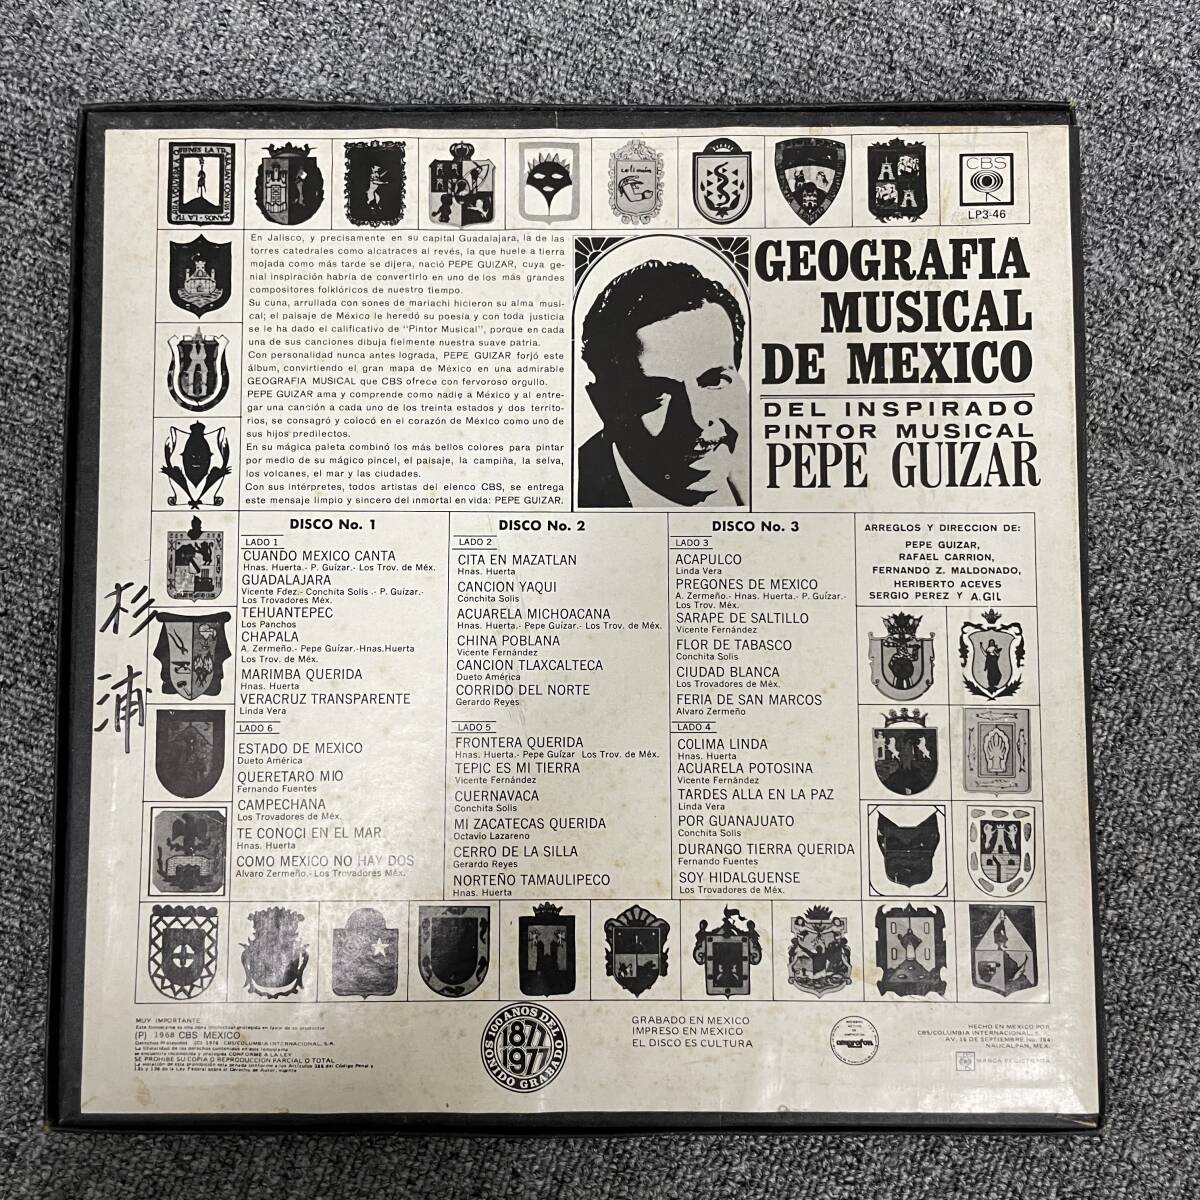 CBS
LP3-46
En Jalisco, y precisamente en su capital Guadalajara, la de las
torres catedrales como alcatraces al revés, la que huele a tierra
mojada como más tarde se dijera, nació PEPE GUIZAR, cuya ge-
nial inspiración habría de convertirlo en uno de los más grandes
compositores folklóricos de nuestro tiempo.
Su cuna, arrullada con sones de mariachi hicieron su alma musi-
cal; el paisaje de México le heredó su poesía y con toda justicia
se le ha dado el calificativo de "Pintor Musical", porque en cada
una de sus canciones dibuja fielmente nuestra suave patria.
Con personalidad nunca antes lograda, PEPE GUIZAR forjó este
álbum, convirtiendo el gran mapa de México en una admirable
GEOGRAFIA MUSICAL que CBS ofrece con fervoroso orgullo.
PEPE GUIZAR ama y comprende como nadie a México y al entre-
gar una canción a cada uno de los treinta estados y dos territo-
rios, se consagró y colocó en el corazón de México como uno de
sus hijos predilectos.
En su mágica paleta combinó los más bellos colores para pintar
por medio de su mágico pincel, el paisaje, la campiña, la selva,
los volcanes, el mar y las ciudades.
Con sus intérpretes, todos artistas del elenco CBS, se entrega
este mensaje limpio y sincero del inmortal en vida: PEPE GUIZAR.
GEOGRAFIA
MUSICAL
DE MEXICO
DEL INSPIRADO
PINTOR MUSICAL
PEPE GUIZAR
DISCO No. 1
LADO 1
CUANDO MEXICO CANTA
Hnas. Huerta.- P. Guízar.- Los Trov. de Méx.
GUADALAJARA
Vicente Fdez.- Conchita Solis .- P. Guízar.-
Los Trovadores Méx.
TEHUANTEPEC
Los Panchos
CHAPALA
A. Zermeño.- Pepe Guízar.-Hnas.Huerta
Los Trov. de Méx.
MARIMBA QUERIDA
Hnas. Huerta
VERACRUZ TRANSPARENTE
Linda Vera
LADO 6
ESTADO DE MEXICO
Dueto América
QUERETARO MIO
Fernando Fuentes
CAMPECHANA
Los Trovadores de Méx.
TE CONOCI EN EL MAR
Hnas. Huerta
COMO MEXICO NO HAY DOS
Alvaro Zermeño.- Los Trovadores Méx.
DISCO No. 2
LADO 2
CITA EN MAZATLAN
Hnas. Huerta
CANCION YAQUI
Conchita Solis
ACUARELA MICHOACANA
Hnas. Huerta.- Pepe Guízar.-Los Trov. de Méx.
CHINA POBLANA
Vicente Fernández
CANCION TLAXCALTECA
Dueto América
CORRIDO DEL NORTE
Gerardo Reyes
LADO 5
FRONTERA QUERIDA
Hnas. Huerta.- Pepe Guízar Los Trov. de Méx.
TEPIC ES MI TIERRA
Vicente Fernández
CUERNAVACA
Conchita Solis
MI ZACATECAS QUERIDA
Octavio Lazareno
CERRO DE LA SILLA
Gerardo Reyes
NORTEÑO TAMAULIPECO
Hnas. Huerta
DISCO No. 3
LADO 3
ACAPULCO
Linda Vera
PREGONES DE MEXICO
A. Zermeño.- Hnas. Huerta.- P. Guízar.-
Los Trov. Méx.
SARAPE DE SALTILLO
Vicente Fernández
FLOR DE TABASCO
Conchita Solis
CIUDAD BLANCA
Los Trovadores de Méx.
FERIA DE SAN MARCOS
Alvaro Zermeño
LADO 4
COLIMA LINDA
Hnas. Huerta
ACUARELA POTOSINA
Vicente Fernández
TARDES ALLA EN LA PAZ
Linda Vera
POR GUANAJUATO
Conchita Solis
DURANGO TIERRA QUERIDA
Fernando Fuentes
SOY HIDALGUENSE
Los Trovadores de Méx.
ARREGLOS Y DIRECCION DE:
PEPE GUIZAR,
RAFAEL CARRION,
FERNANDO Z. MALDONADO,
HERIBERTO ACEVES
SERGIO PEREZ Y A.GIL
杉浦
MUY IMPORTANTE
(P) 1968 CBS MEXICO
SE PROHIBE SU COPIA O REPRODUCCION PARCIAL O TOTAL
100 AÑOS DEL SONIDO GRABADO
1877
1977
GRABADO EN MEXICO
IMPRESO EN MEXICO
EL DISCO ES CULTURA
HECHO EN MEXICO POR
CBS/COLUMBIA INTERNACIONAL, S.A.
AV. 16 DE SEPTIEMBRE No. 784
NAUCALPAN, MEX.
MARCA REGISTRADA